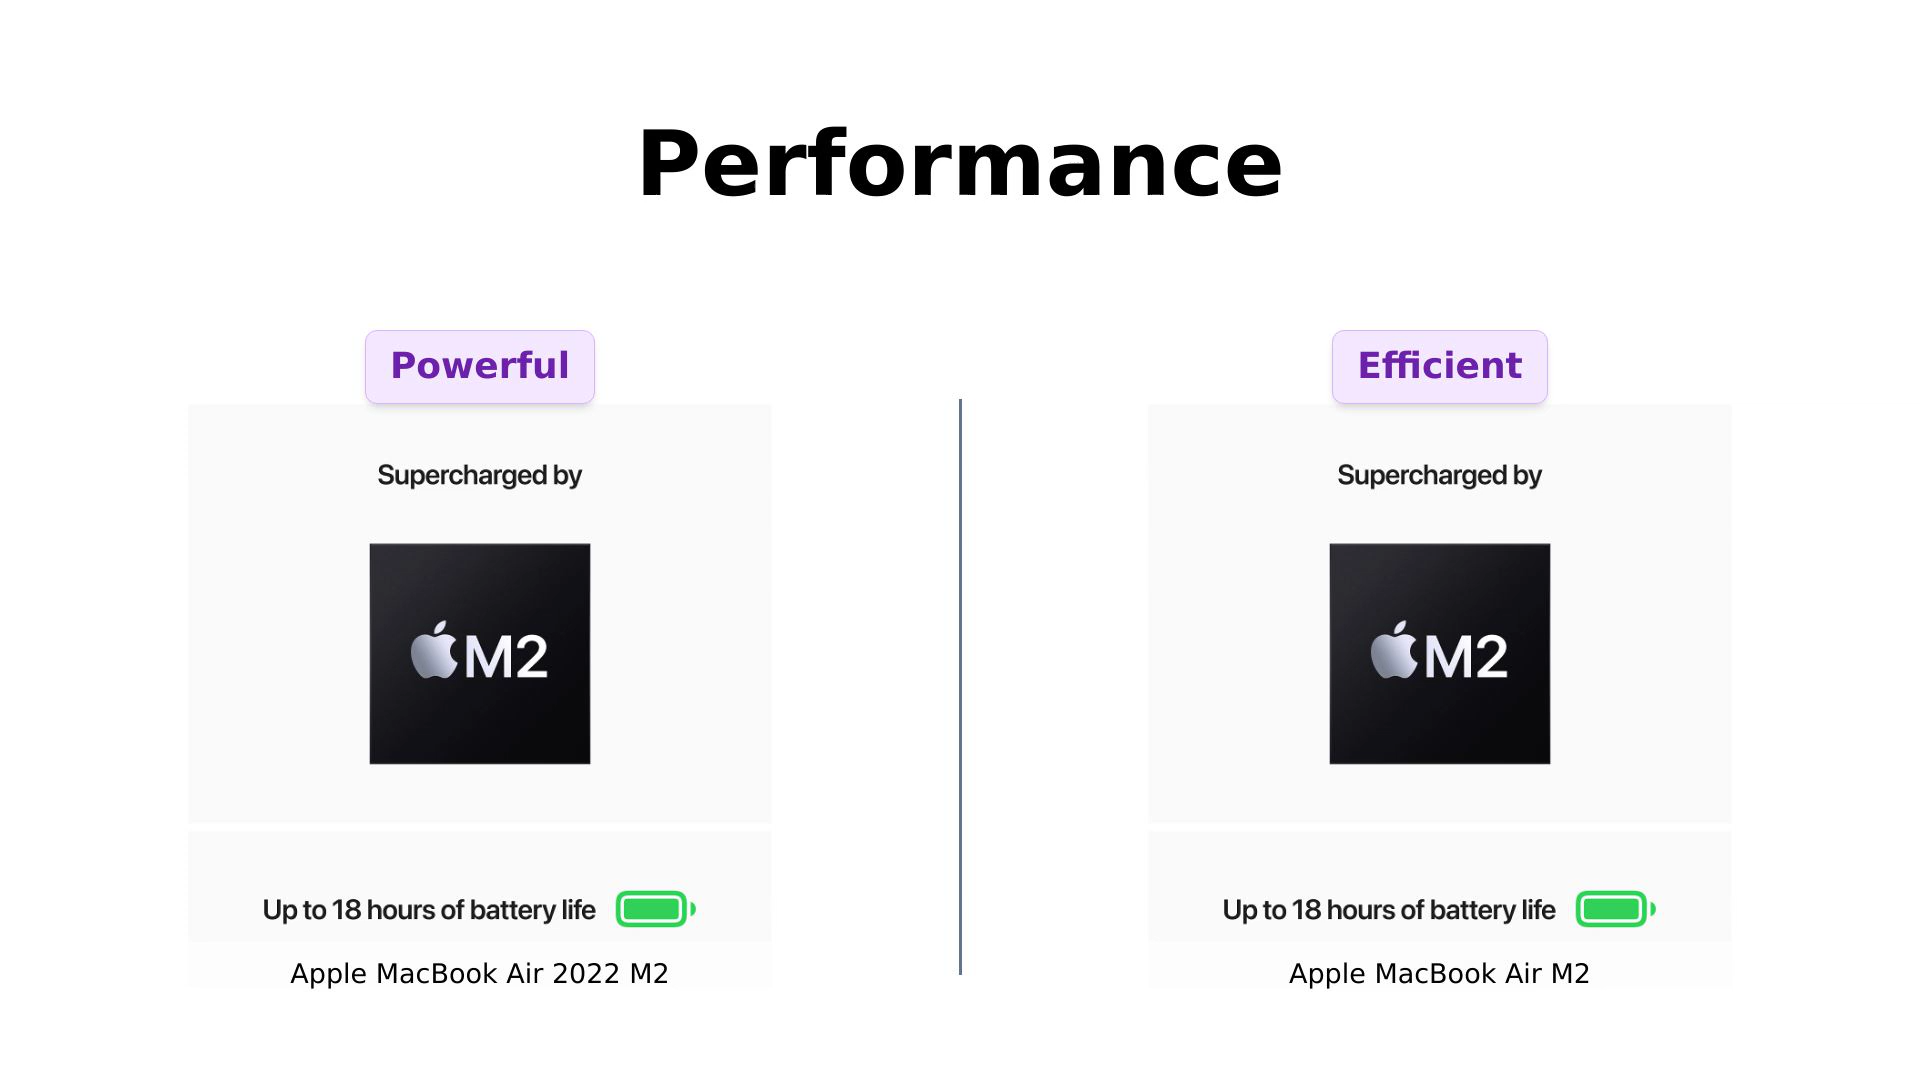 Performance
Powerful
Supercharged by
M2
Up to 18 hours of battery life
Apple MacBook Air 2022 M2
Efficient
Supercharged by
M2
Up to 18 hours of battery life
Apple MacBook Air M2